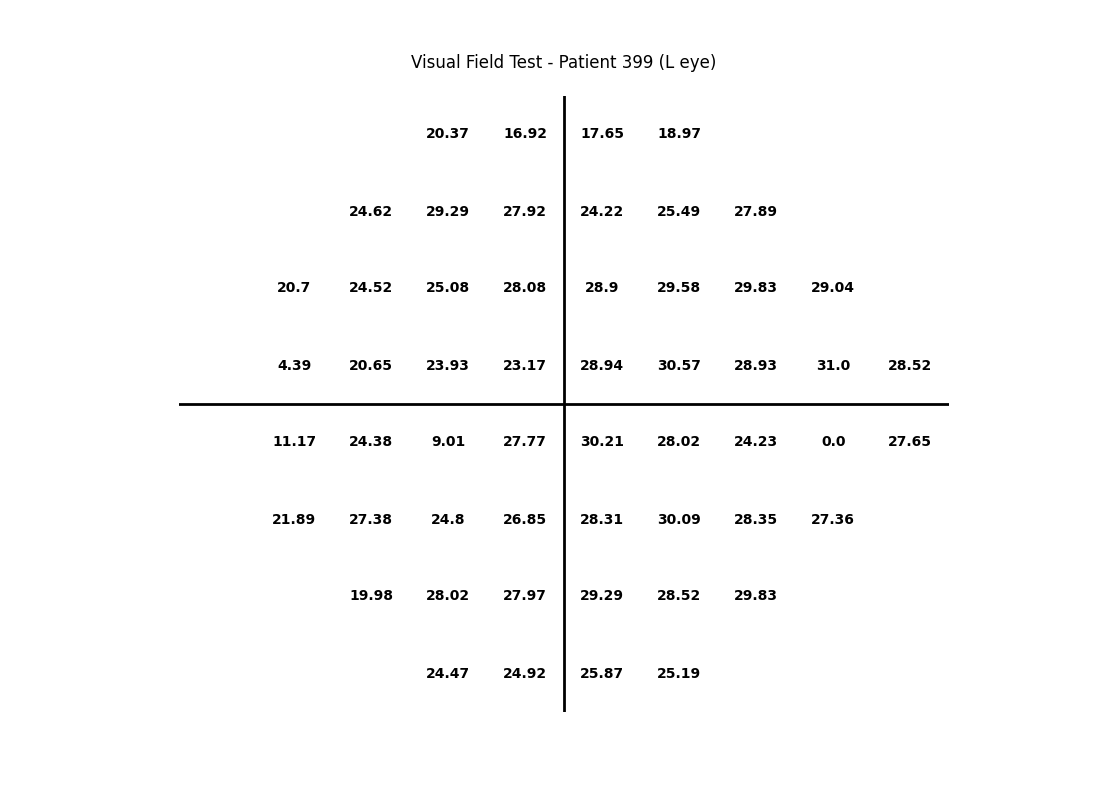 Visual Field Test - Patient 399 (L eye)
20.37 16.92 17.65 18.97
24.62 29.29 27.92 24.22 25.49 27.89
20.7 24.52 25.08 28.08 28.9 29.58 29.83 29.04
4.39 20.65 23.93 23.17 28.94 30.57 28.93 31.0 28.52
11.17 24.38 9.01 27.77 30.21 28.02 24.23 0.0 27.65
21.89 27.38 24.8 26.85 28.31 30.09 28.35 27.36
19.98 28.02 27.97 29.29 28.52 29.83
24.47 24.92 25.87 25.19